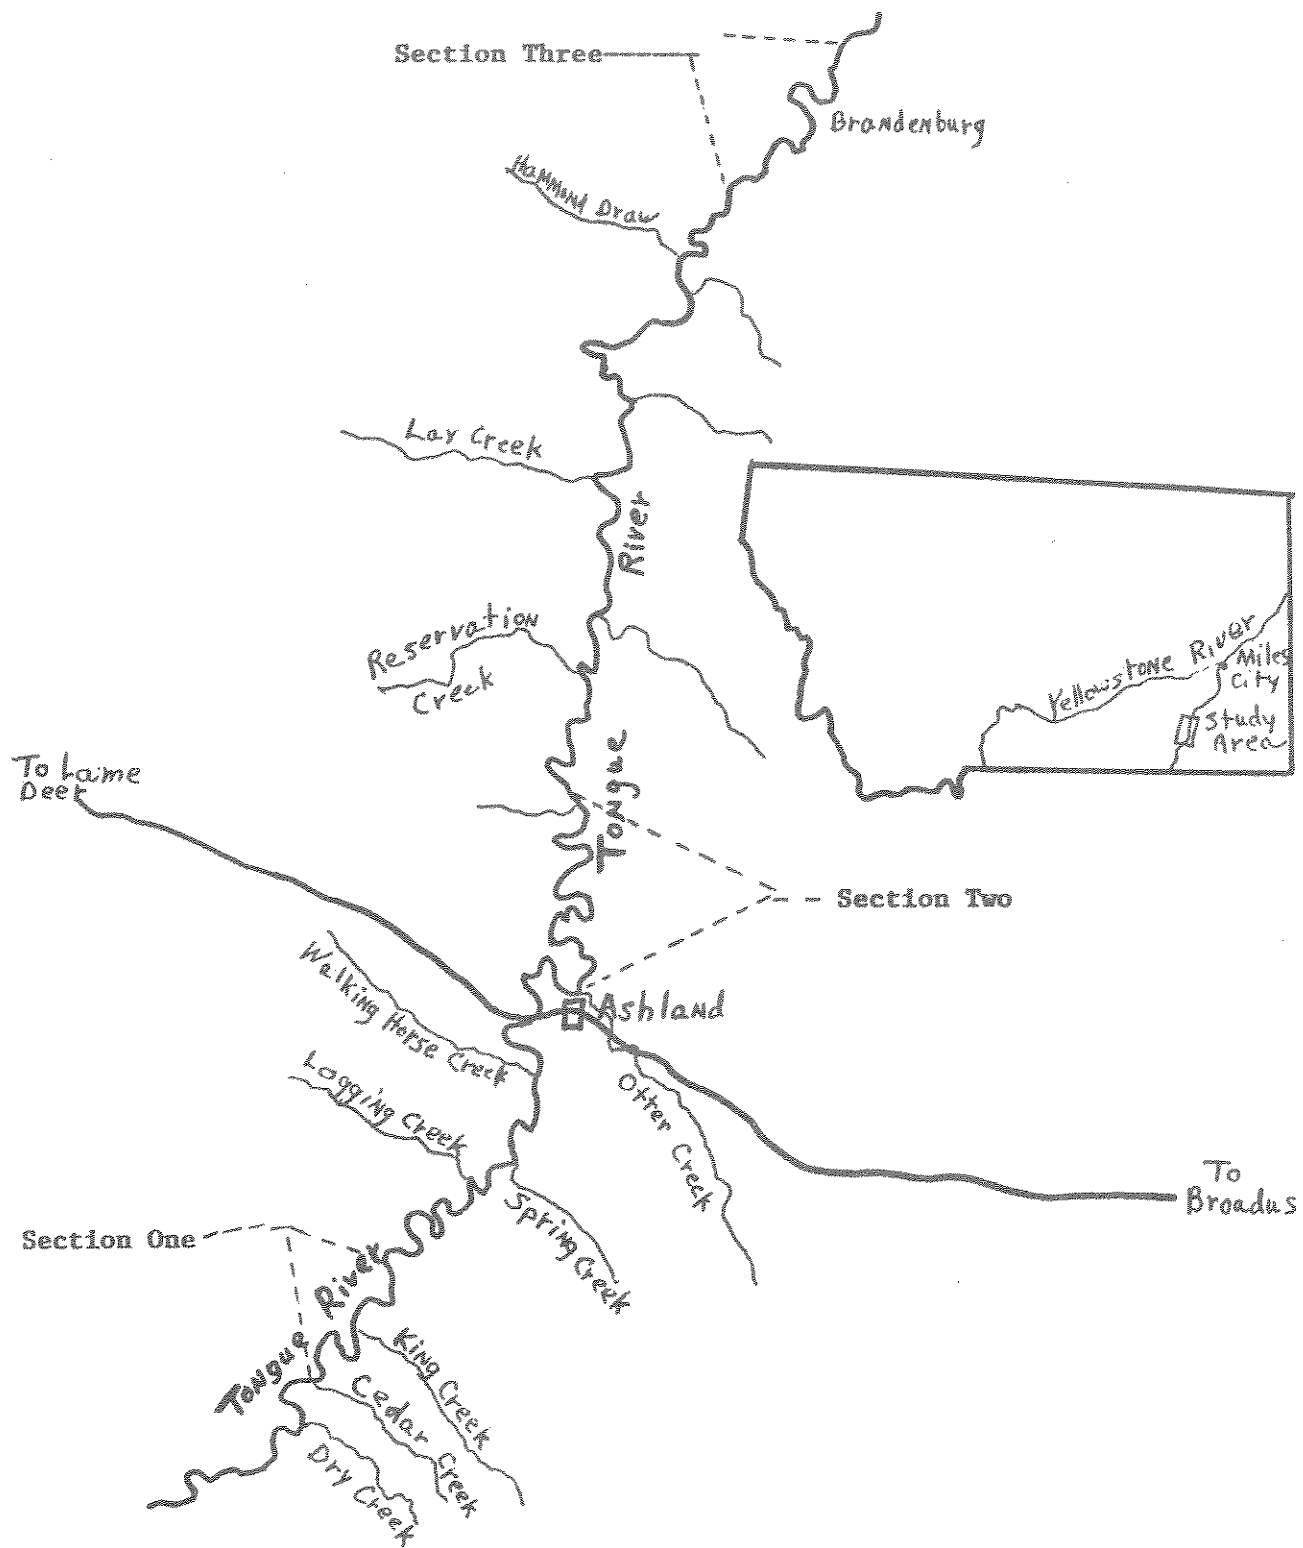 Section Three
Brandenburg
Hammond Draw
Lay Creek
River
Reservation
Creek
Yellowstone River
Miles
City
Study
Area
To Lame
Deer
Tongue
Section Two
Walking Horse Creek
Ashland
Logging Creek
Otter Creek
To
Broadus
Spring Creek
Section One
River
Tongue
King Creek
Cedar Creek
Dry Creek